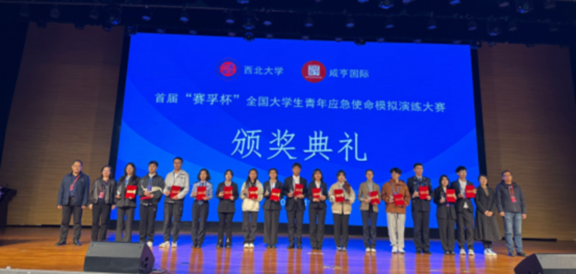 西北大学 咸亨国际
首届“赛孚杯”全国大学生青年应急使命模拟演练大赛
颁奖典礼